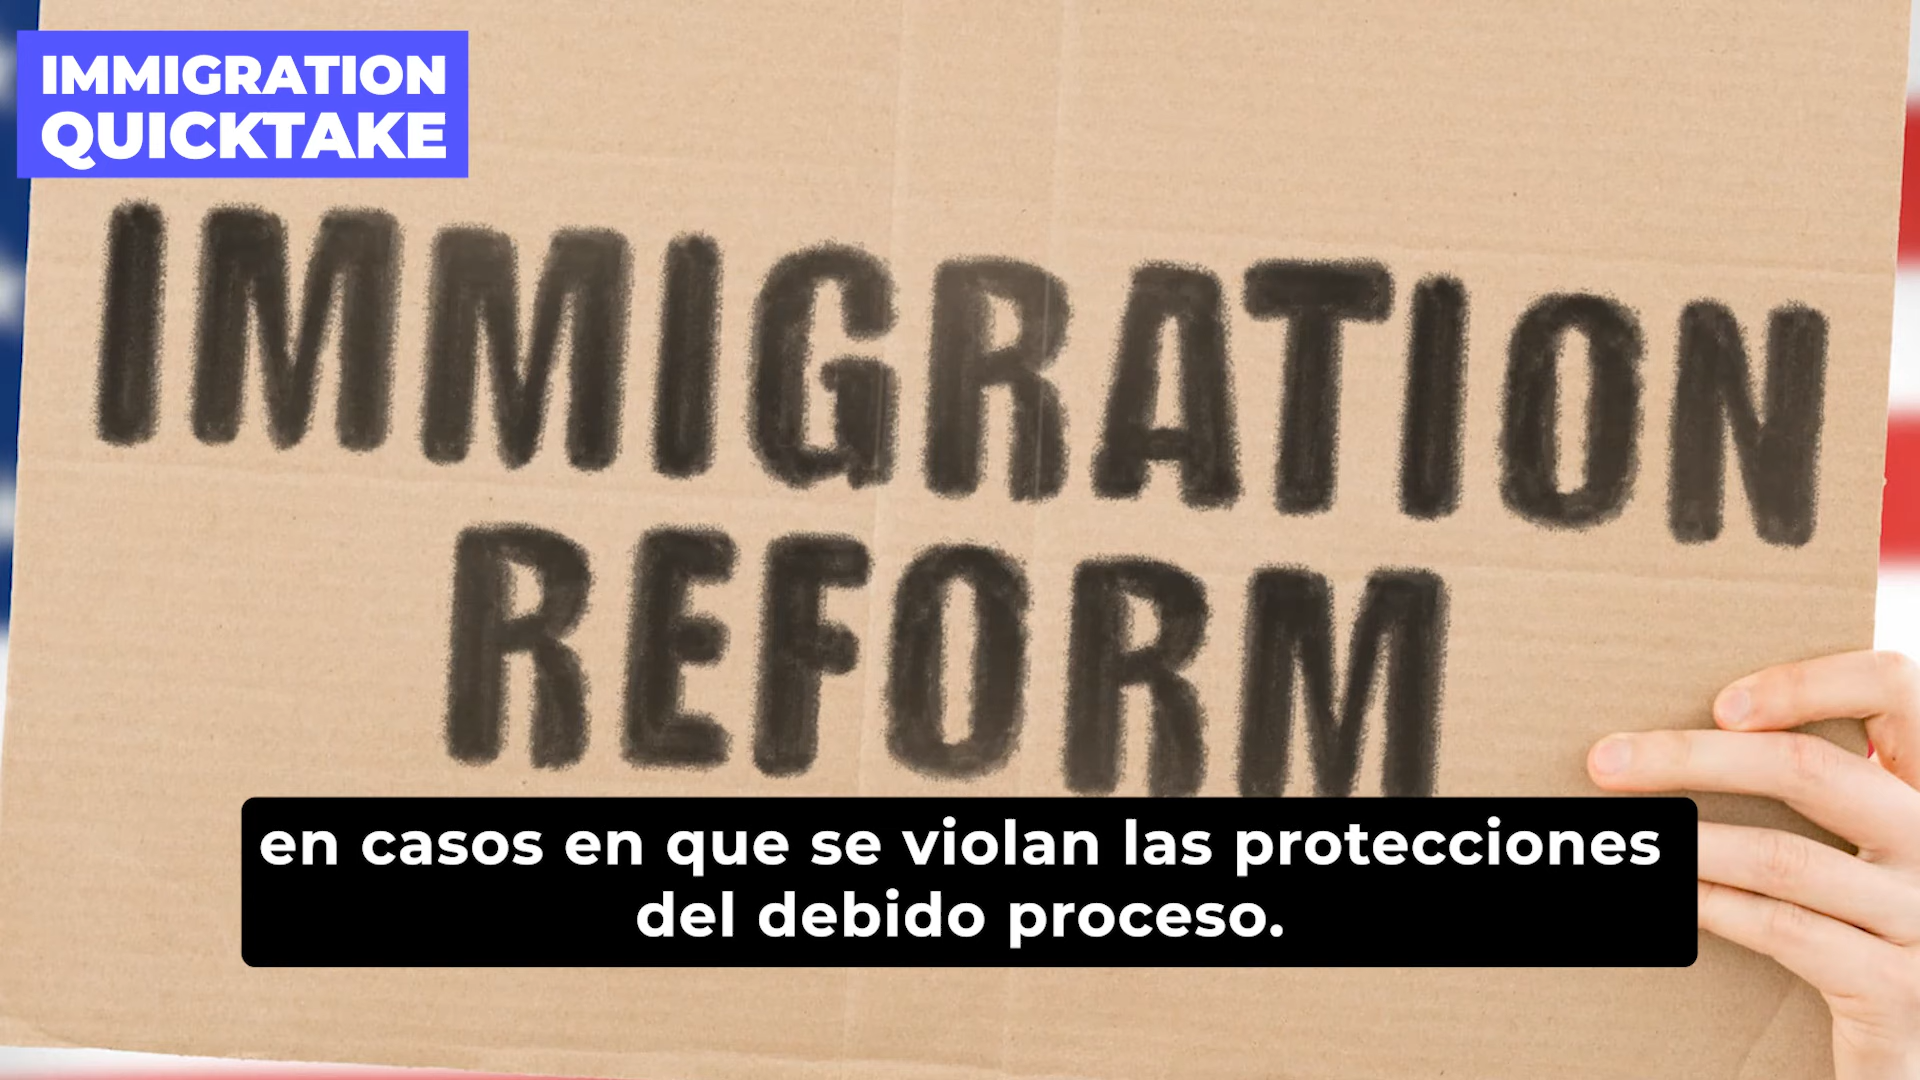 IMMIGRATION
QUICKTAKE
IMMIGRATION
REFORM
en casos en que se violan las protecciones
del debido proceso.